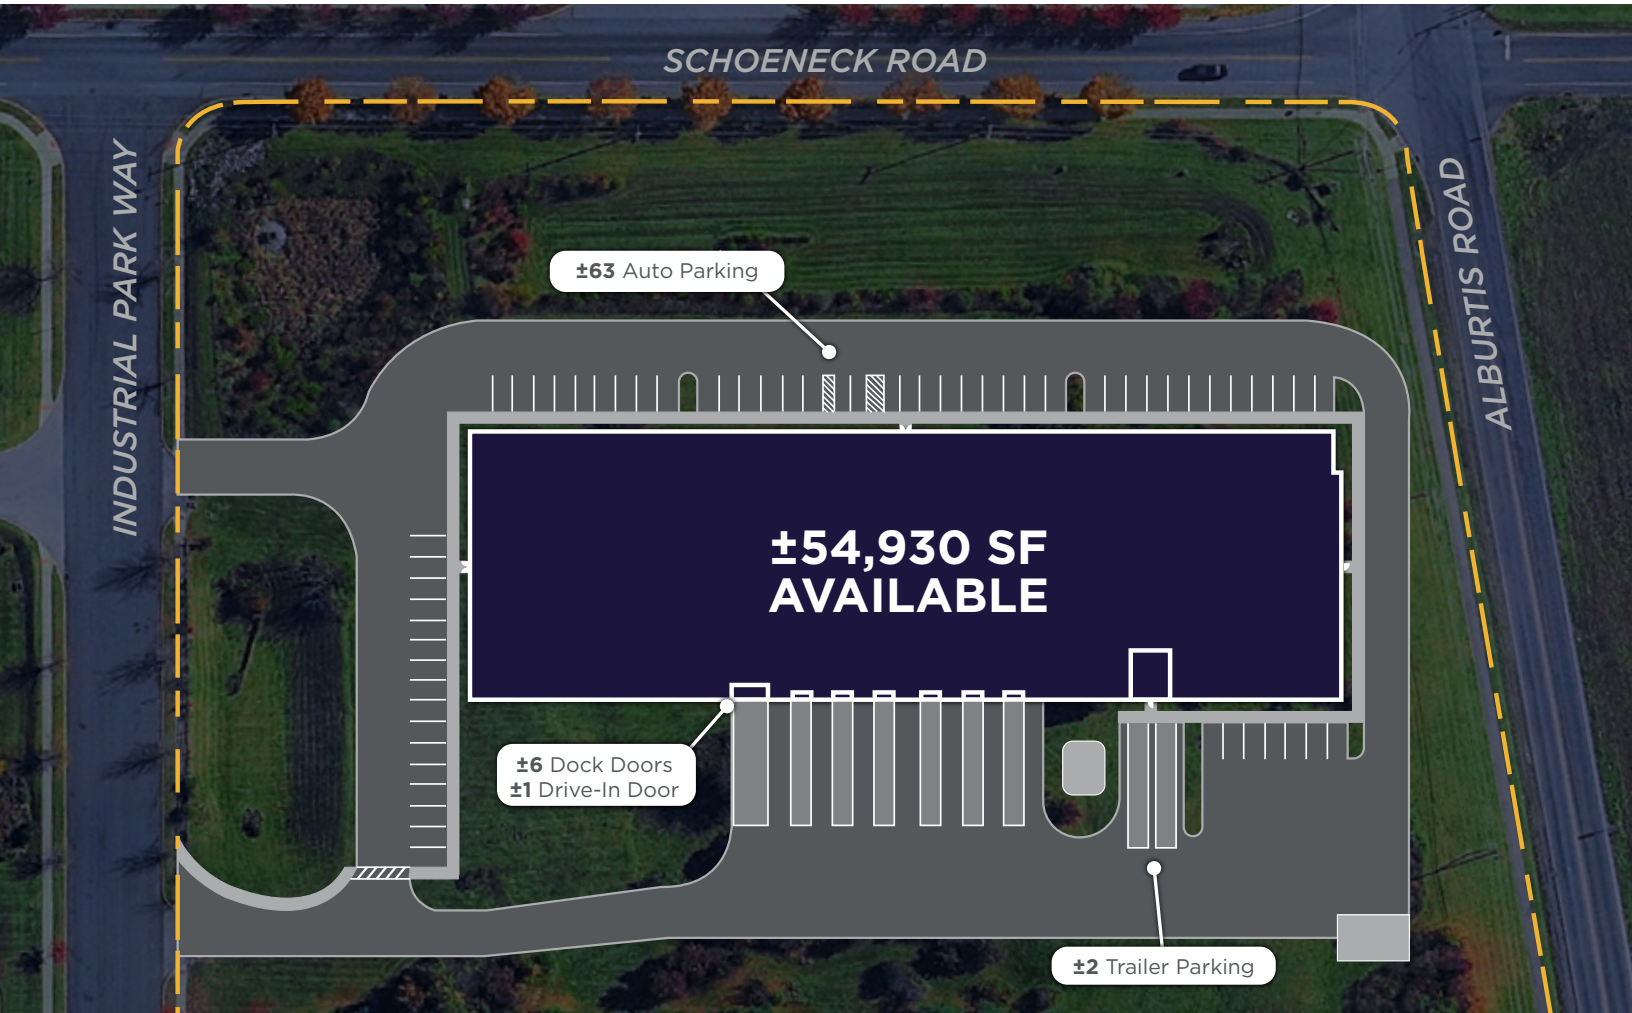 SCHOENECK ROAD
INDUSTRIAL PARK WAY
ALBURTIS ROAD
±63 Auto Parking
±54,930 SF
AVAILABLE
±6 Dock Doors
±1 Drive-In Door
±2 Trailer Parking